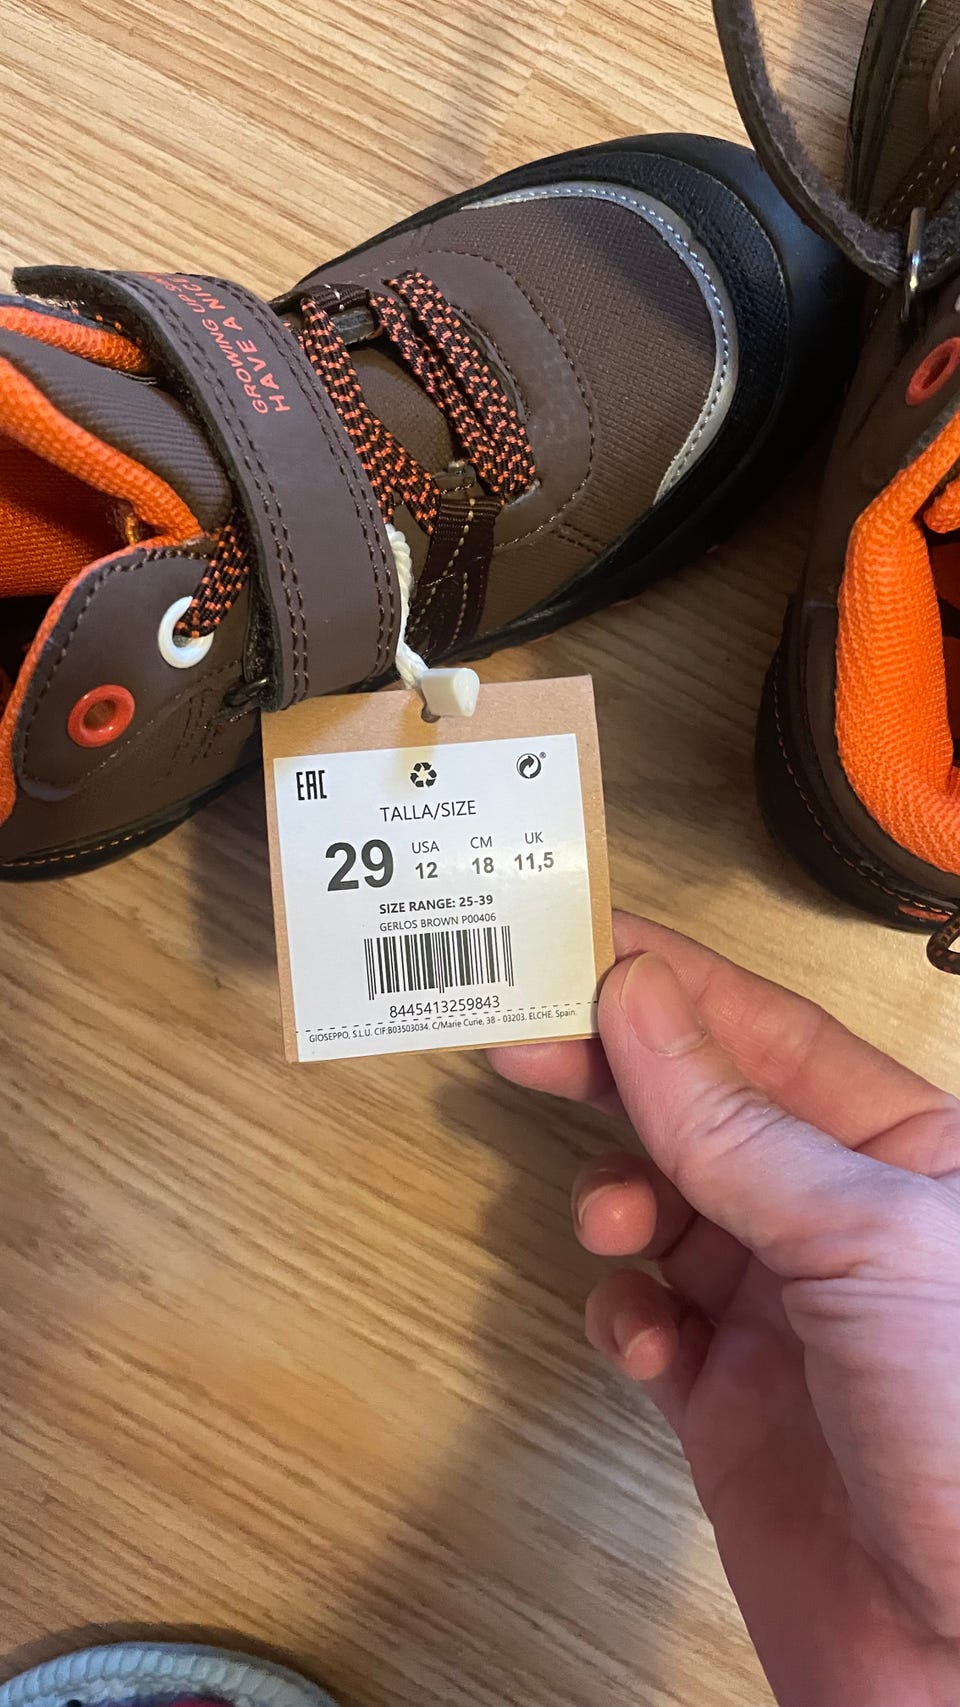 GROWING UP
HAVE A NIC
EAC
®
TALLA/SIZE
29 USA 12 CM 18 UK 11,5
SIZE RANGE: 25-39
GERLOS BROWN P00406
8445413259843
GIOSEPPO, S.L.U. CIF:B03503034. C/Marie Curie, 38 - 03203. ELCHE. Spain.